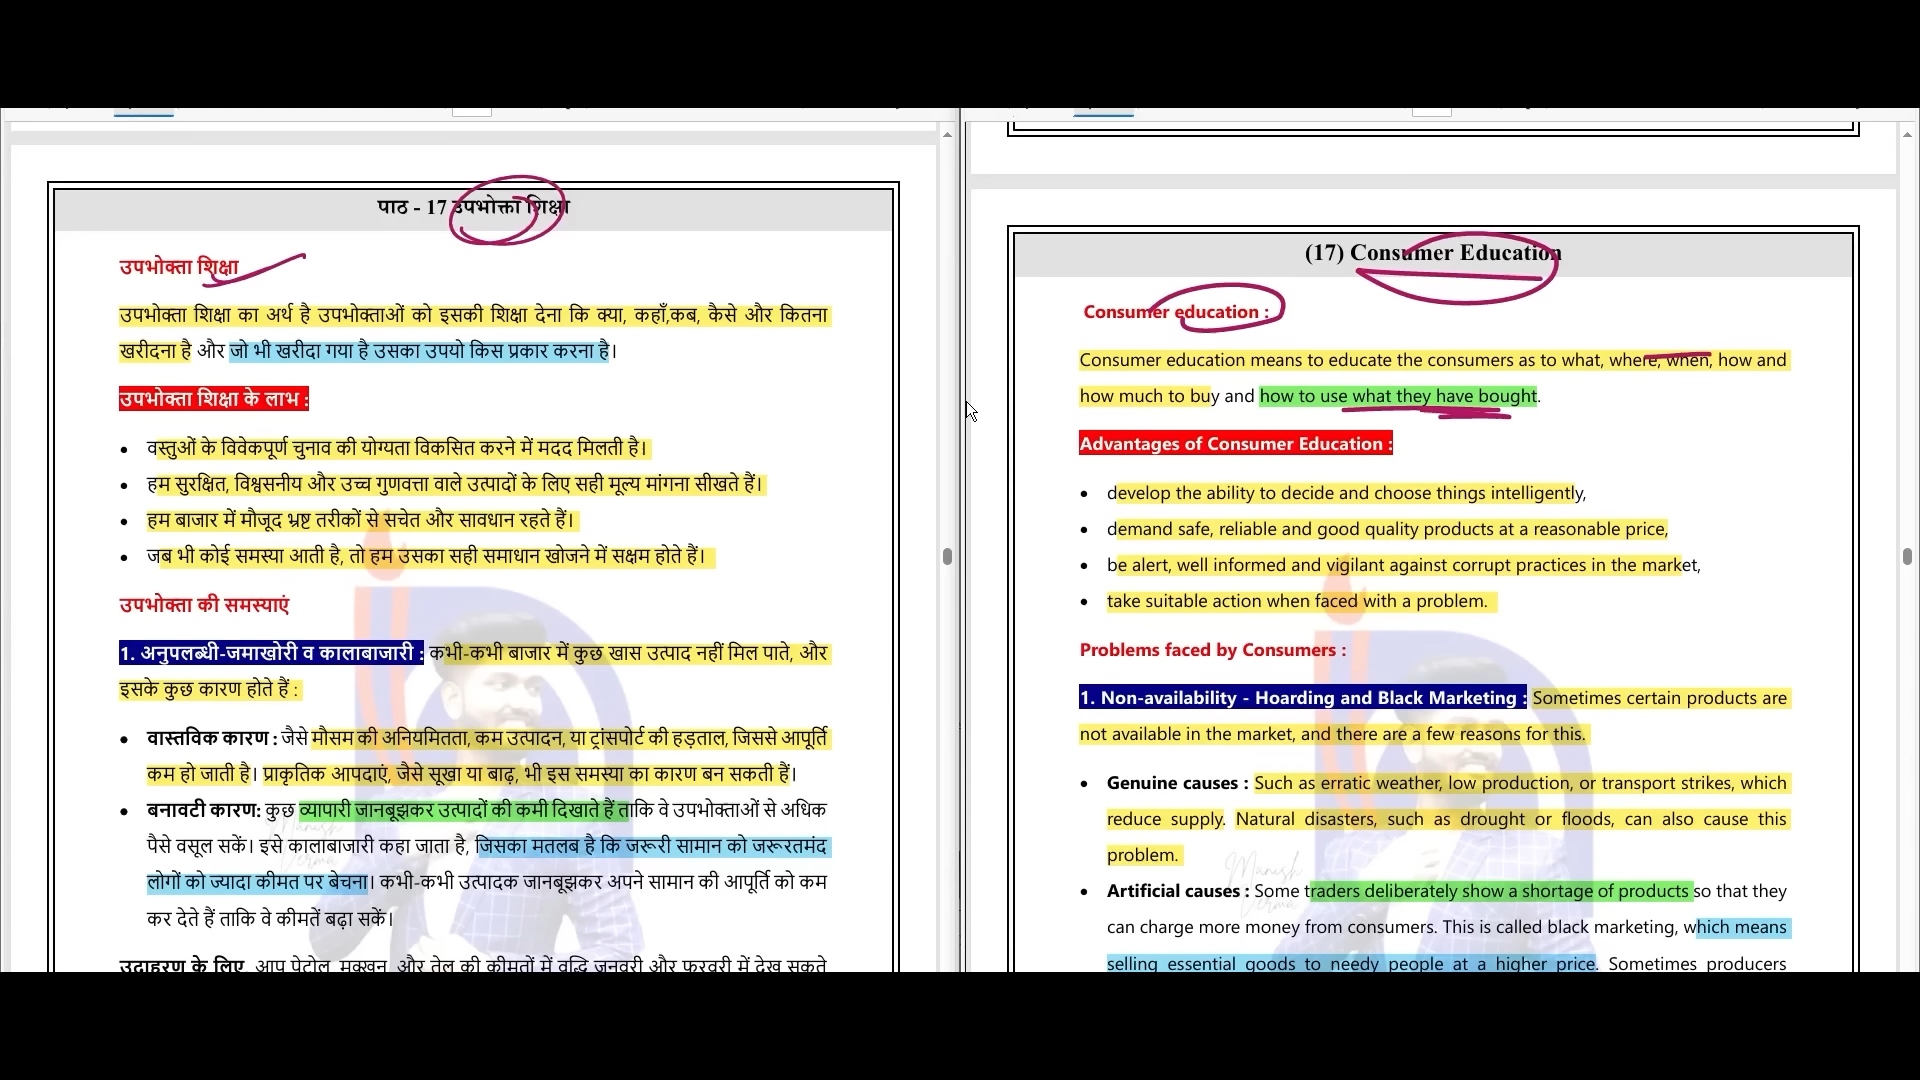 पाठ - 17 उपभोक्ता शिक्षा
उपभोक्ता शिक्षा
उपभोक्ता शिक्षा का अर्थ है उपभोक्ताओं को इसकी शिक्षा देना कि क्या, कहाँ,कब, कैसे और कितना
खरीदना है और जो भी खरीदा गया है उसका उपयो किस प्रकार करना है।
उपभोक्ता शिक्षा के लाभ :
• वस्तुओं के विवेकपूर्ण चुनाव की योग्यता विकसित करने में मदद मिलती है।
• हम सुरक्षित, विश्वसनीय और उच्च गुणवत्ता वाले उत्पादों के लिए सही मूल्य मांगना सीखते हैं।
• हम बाजार में मौजूद भ्रष्ट तरीकों से सचेत और सावधान रहते हैं।
• जब भी कोई समस्या आती है, तो हम उसका सही समाधान खोजने में सक्षम होते हैं।
उपभोक्ता की समस्याएं
1. अनुपलब्धी-जमाखोरी व कालाबाजारी : कभी-कभी बाजार में कुछ खास उत्पाद नहीं मिल पाते, और
इसके कुछ कारण होते हैं :
• वास्तविक कारण : जैसे मौसम की अनियमितता, कम उत्पादन, या ट्रांसपोर्ट की हड़ताल, जिससे आपूर्ति
कम हो जाती है। प्राकृतिक आपदाएं, जैसे सूखा या बाढ़, भी इस समस्या का कारण बन सकती हैं।
• बनावटी कारण: कुछ व्यापारी जानबूझकर उत्पादों की कमी दिखाते हैं ताकि वे उपभोक्ताओं से अधिक
पैसे वसूल सकें। इसे कालाबाजारी कहा जाता है, जिसका मतलब है कि जरूरी सामान को जरूरतमंद
लोगों को ज्यादा कीमत पर बेचना। कभी-कभी उत्पादक जानबूझकर अपने सामान की आपूर्ति को कम
कर देते हैं ताकि वे कीमतें बढ़ा सकें।
उदाहरण के लिए, आप पेट्रोल, मक्खन, और तेल की कीमतों में वृद्धि जनवरी और फरवरी में देख सकते
(17) Consumer Education
Consumer education :
Consumer education means to educate the consumers as to what, where, when, how and
how much to buy and how to use what they have bought.
Advantages of Consumer Education :
• develop the ability to decide and choose things intelligently,
• demand safe, reliable and good quality products at a reasonable price,
• be alert, well informed and vigilant against corrupt practices in the market,
• take suitable action when faced with a problem.
Problems faced by Consumers :
1. Non-availability - Hoarding and Black Marketing : Sometimes certain products are
not available in the market, and there are a few reasons for this.
• Genuine causes : Such as erratic weather, low production, or transport strikes, which
reduce supply. Natural disasters, such as drought or floods, can also cause this
problem.
• Artificial causes : Some traders deliberately show a shortage of products so that they
can charge more money from consumers. This is called black marketing, which means
selling essential goods to needy people at a higher price. Sometimes producers
Manish
Verma